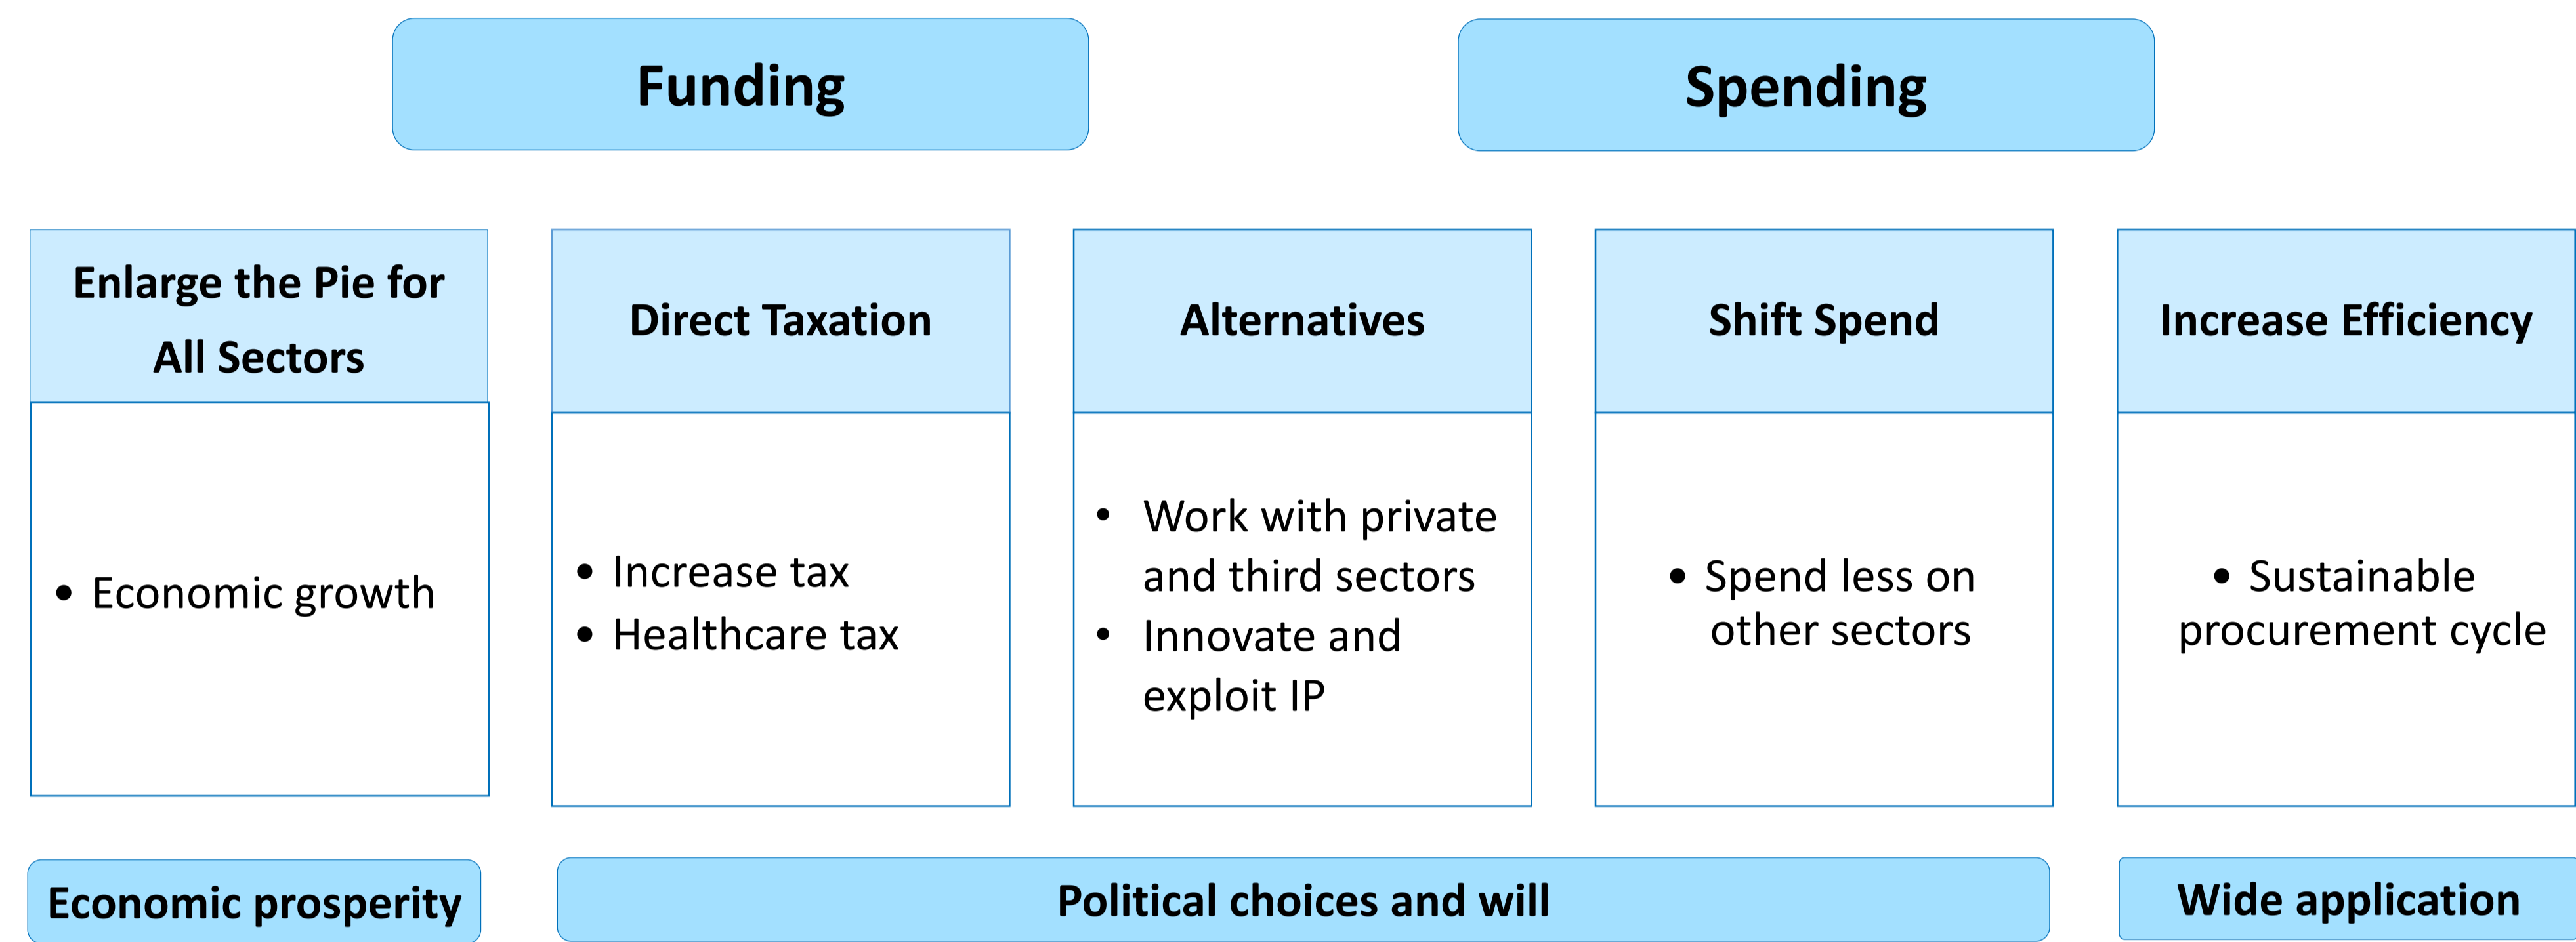 Funding
Spending
Enlarge the Pie for
All Sectors
• Economic growth
Direct Taxation
• Increase tax
• Healthcare tax
Alternatives
• Work with private
and third sectors
• Innovate and
exploit IP
Shift Spend
• Spend less on
other sectors
Increase Efficiency
• Sustainable
procurement cycle
Economic prosperity
Political choices and will
Wide application